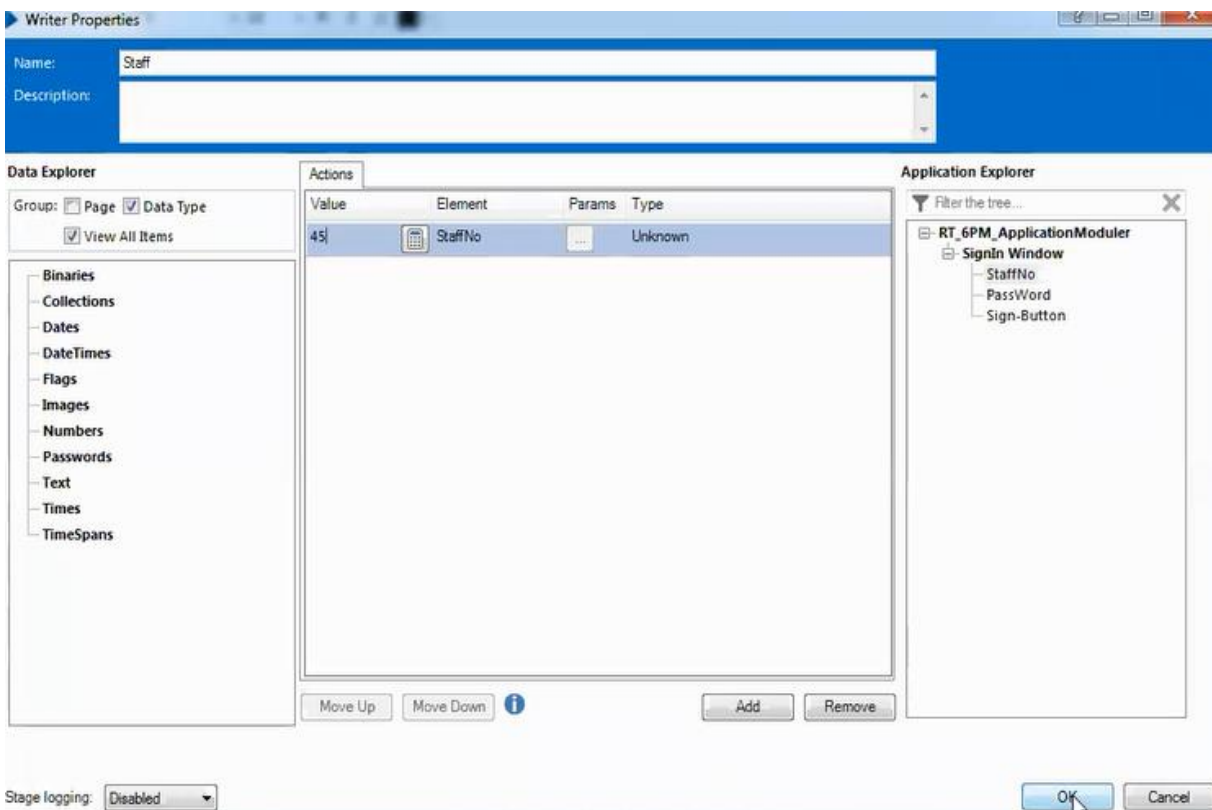 Writer Properties
Name: Staff
Description:
Data Explorer
Group: Page Data Type
View All Items
Binaries
Collections
Dates
DateTimes
Flags
Images
Numbers
Passwords
Text
Times
TimeSpans
Actions
Value Element Params Type
45 StaffNo ... Unknown
Move Up Move Down Add Remove
Application Explorer
Filter the tree...
RT_6PM_ApplicationModuler
SignIn Window
StaffNo
PassWord
Sign-Button
Stage logging: Disabled
OK Cancel